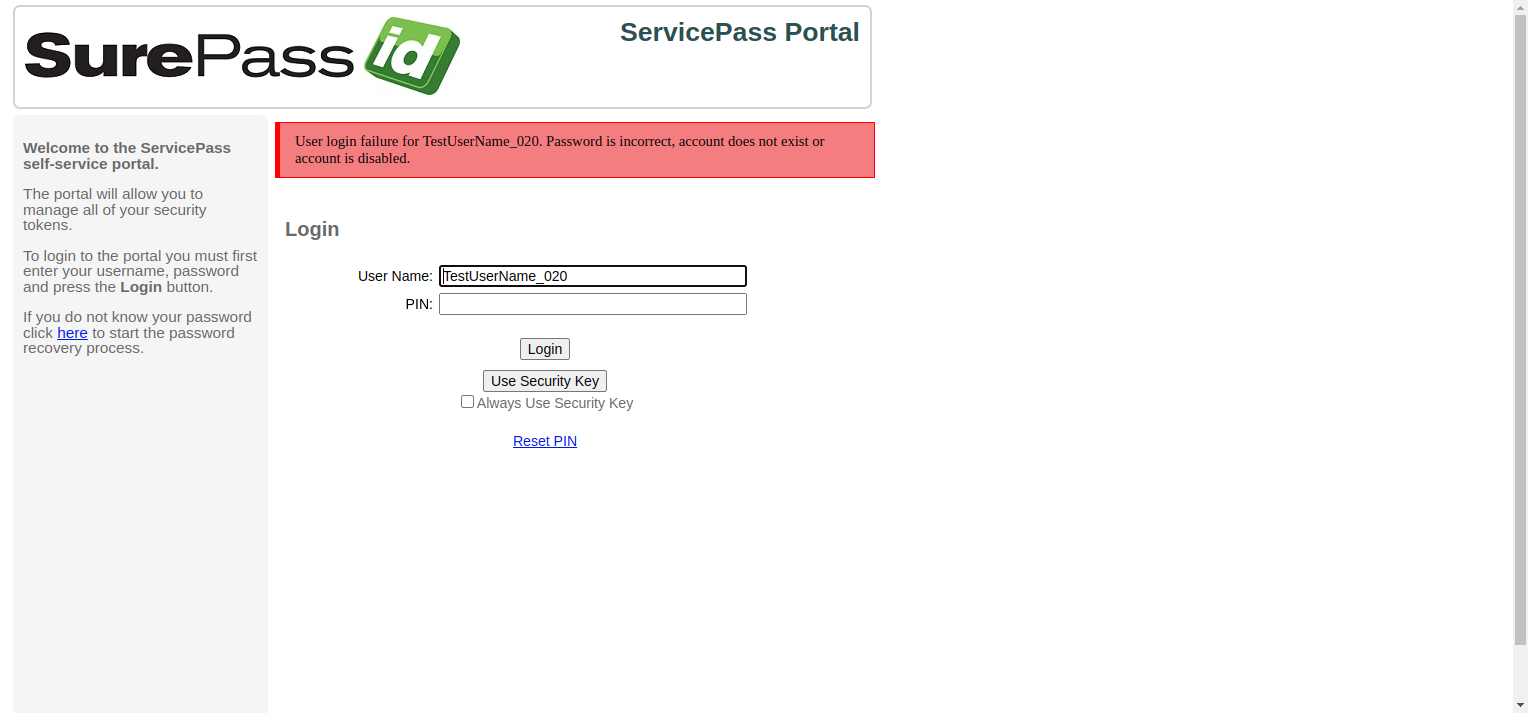 SurePass id
ServicePass Portal
Welcome to the ServicePass
self-service portal.
The portal will allow you to
manage all of your security
tokens.
To login to the portal you must first
enter your username, password
and press the Login button.
If you do not know your password
click here to start the password
recovery process.
User login failure for TestUserName_020. Password is incorrect, account does not exist or
account is disabled.
Login
User Name: TestUserName_020
PIN:
Login
Use Security Key
Always Use Security Key
Reset PIN